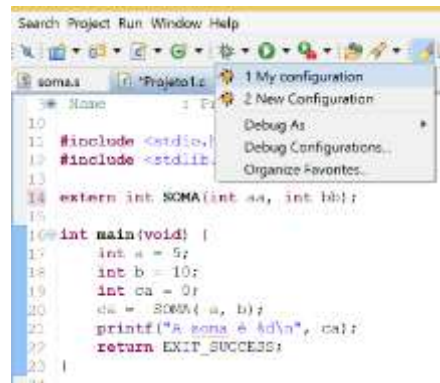 Search Project Run Window Help
soma.s *Projeto1.c
1 My configuration
2 New Configuration
Debug As
Debug Configurations...
Organize Favorites...
Name
10
11 #include <stdio.h
12 #include <stdlib.
13
14 extern int SOMA(int aa, int bb);
15
16 int main(void) {
17 int a = 5;
18 int b = 10;
19 int ca = 0;
20 ca = SOMA( a, b);
21 printf("A soma é %d\n", ca);
22 return EXIT_SUCCESS;
23 }
24